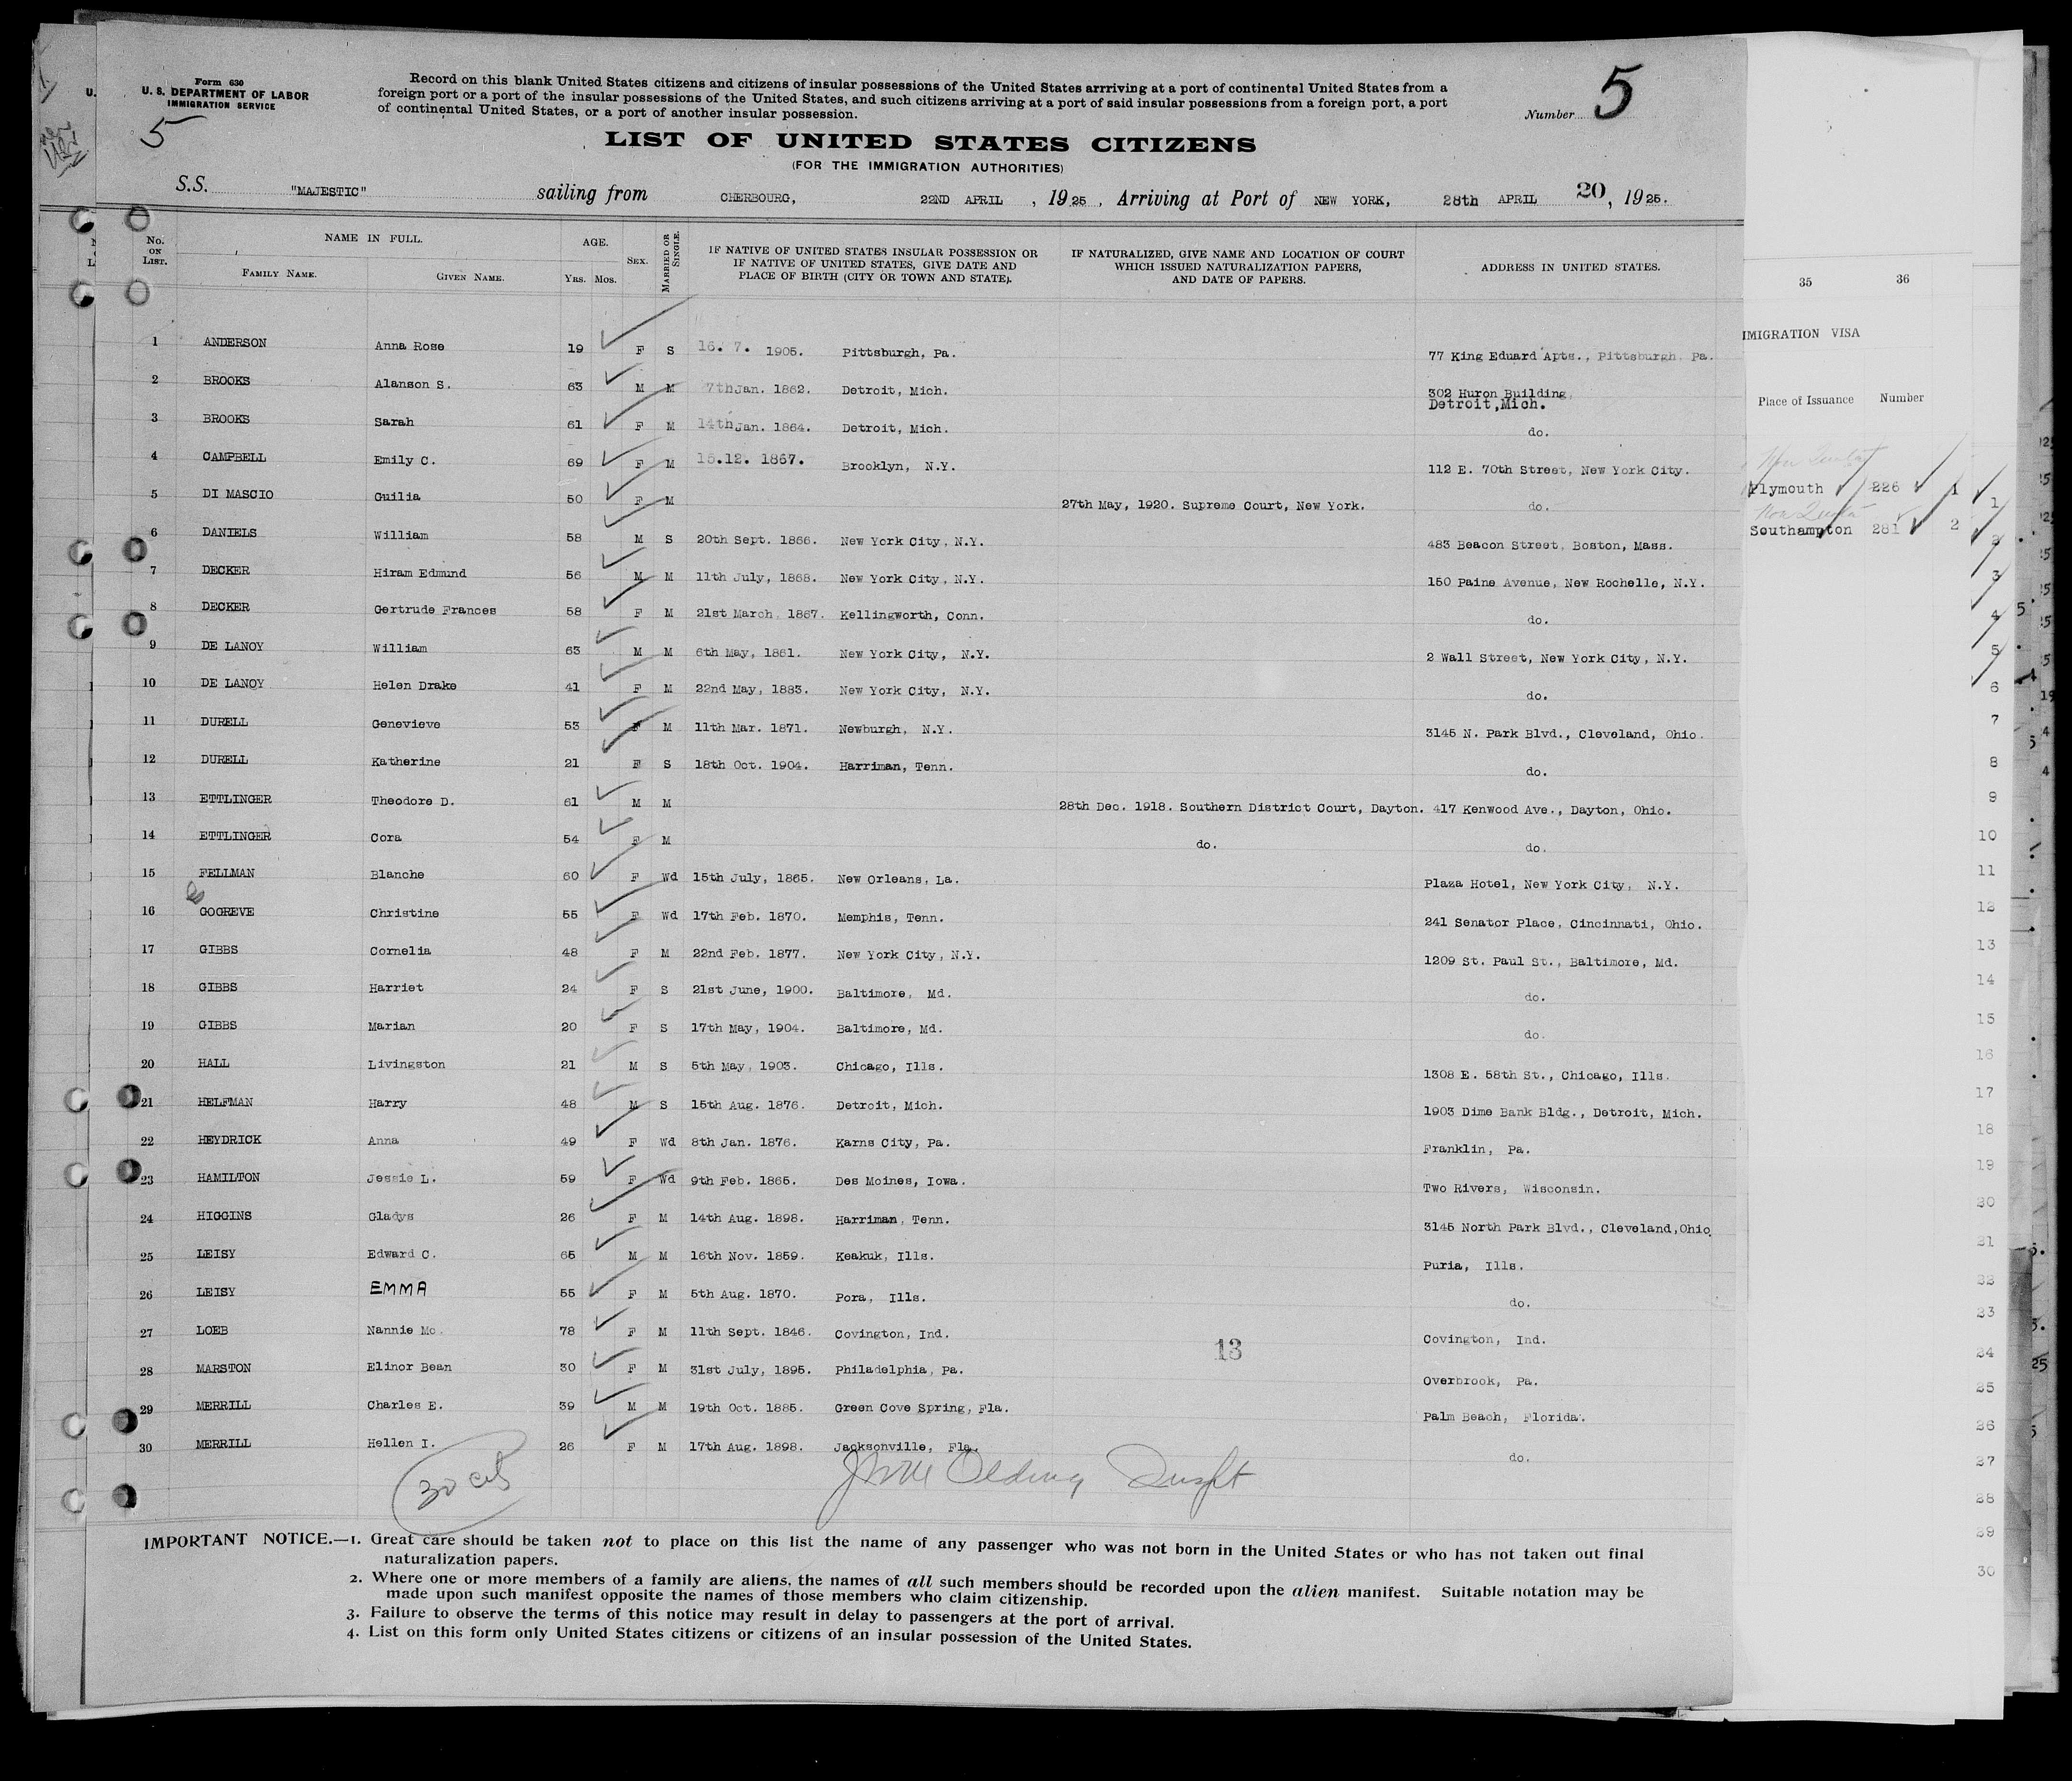 Form 630
U. S. DEPARTMENT OF LABOR
IMMIGRATION SERVICE
5
Record on this blank United States citizens and citizens of insular possessions of the United States arrriving at a port of continental United States from a
foreign port or a port of the insular possessions of the United States, and such citizens arriving at a port of said insular possessions from a foreign port, a port
of continental United States, or a port of another insular possession.
Number 5
LIST OF UNITED STATES CITIZENS
(FOR THE IMMIGRATION AUTHORITIES)
S.S. "MAJESTIC" sailing from CHERBOURG, 22ND APRIL , 1925 , Arriving at Port of NEW YORK, 28th APRIL 20, 1925.
No. ON LIST. NAME IN FULL. FAMILY NAME. GIVEN NAME. AGE. YRS. MOS. SEX. MARRIED OR SINGLE. IF NATIVE OF UNITED STATES INSULAR POSSESSION OR IF NATIVE OF UNITED STATES, GIVE DATE AND PLACE OF BIRTH (CITY OR TOWN AND STATE). IF NATURALIZED, GIVE NAME AND LOCATION OF COURT WHICH ISSUED NATURALIZATION PAPERS, AND DATE OF PAPERS. ADDRESS IN UNITED STATES.
1 ANDERSON Anna Rose 19 F S 16. 7. 1905. Pittsburgh, Pa. 77 King Eduard Apts., Pittsburgh, Pa.
2 BROOKS Alanson S. 63 M M 7th Jan. 1862. Detroit, Mich. 302 Huron Building, Detroit, Mich.
3 BROOKS Sarah 61 F M 14th Jan. 1864. Detroit, Mich. do.
4 CAMPBELL Emily C. 69 F M 15.12. 1867. Brooklyn, N.Y. 112 E. 70th Street, New York City.
5 DI MASCIO Guilia 50 F M 27th May, 1920. Supreme Court, New York. do.
6 DANIELS William 58 M S 20th Sept. 1866. New York City, N.Y. 483 Beacon Street, Boston, Mass.
7 DECKER Hiram Edmund 56 M M 11th July, 1868. New York City, N.Y. 150 Paine Avenue, New Rochelle, N.Y.
8 DECKER Gertrude Frances 58 F M 21st March, 1867. Kellingworth, Conn. do.
9 DE LANOY William 63 M M 6th May, 1861. New York City, N.Y. 2 Wall Street, New York City, N.Y.
10 DE LANOY Helen Drake 41 F M 22nd May, 1883. New York City, N.Y. do.
11 DURELL Genevieve 53 F M 11th Mar. 1871. Newburgh, N.Y. 3145 N. Park Blvd., Cleveland, Ohio.
12 DURELL Katherine 21 F S 18th Oct. 1904. Harriman, Tenn. do.
13 ETTLINGER Theodore D. 61 M M 28th Dec. 1918. Southern District Court, Dayton. 417 Kenwood Ave., Dayton, Ohio.
14 ETTLINGER Cora 54 F M do. do.
15 FELLMAN Blanche 60 F Wd 15th July, 1865. New Orleans, La. Plaza Hotel, New York City, N.Y.
16 GOGREVE Christine 55 F Wd 17th Feb. 1870. Memphis, Tenn. 241 Senator Place, Cincinnati, Ohio.
17 GIBBS Cornelia 48 F M 22nd Feb. 1877. New York City, N.Y. 1209 St. Paul St., Baltimore, Md.
18 GIBBS Harriet 24 F S 21st June, 1900. Baltimore, Md. do.
19 GIBBS Marian 20 F S 17th May, 1904. Baltimore, Md. do.
20 HALL Livingston 21 M S 5th May, 1903. Chicago, Ills. 1308 E. 58th St., Chicago, Ills.
21 HELFMAN Harry 48 M S 15th Aug. 1876. Detroit, Mich. 1903 Dime Bank Bldg., Detroit, Mich.
22 HEYDRICK Anna 49 F Wd 8th Jan. 1876. Karns City, Pa. Franklin, Pa.
23 HAMILTON Jessie L. 59 F Wd 9th Feb. 1865. Des Moines, Iowa. Two Rivers, Wisconsin.
24 HIGGINS Gladys 26 F M 14th Aug. 1898. Harriman, Tenn. 3145 North Park Blvd., Cleveland,Ohio.
25 LEISY Edward C. 65 M M 16th Nov. 1859. Keakuk, Ills. Puria, Ills.
26 LEISY EMMA 55 F M 5th Aug. 1870. Pora, Ills. do.
27 LOEB Nannie Mc. 78 F M 11th Sept. 1846. Covington, Ind. Covington, Ind.
13
28 MARSTON Elinor Bean 30 F M 31st July, 1895. Philadelphia, Pa. Overbrook, Pa.
29 MERRILL Charles E. 39 M M 19th Oct. 1885. Green Cove Spring, Fla. Palm Beach, Florida.
30 MERRILL Hellen I. 26 F M 17th Aug. 1898. Jacksonville, Fla. do.
IMPORTANT NOTICE.—1. Great care should be taken not to place on this list the name of any passenger who was not born in the United States or who has not taken out final
naturalization papers.
2. Where one or more members of a family are aliens, the names of all such members should be recorded upon the alien manifest. Suitable notation may be
made upon such manifest opposite the names of those members who claim citizenship.
3. Failure to observe the terms of this notice may result in delay to passengers at the port of arrival.
4. List on this form only United States citizens or citizens of an insular possession of the United States.
35 36
IMMIGRATION VISA
Place of Issuance Number
Plymouth 226 1
Southampton 281 2
1
2
3
4
5
6
7
8
9
10
11
12
13
14
15
16
17
18
19
20
21
22
23
24
25
26
27
28
29
30